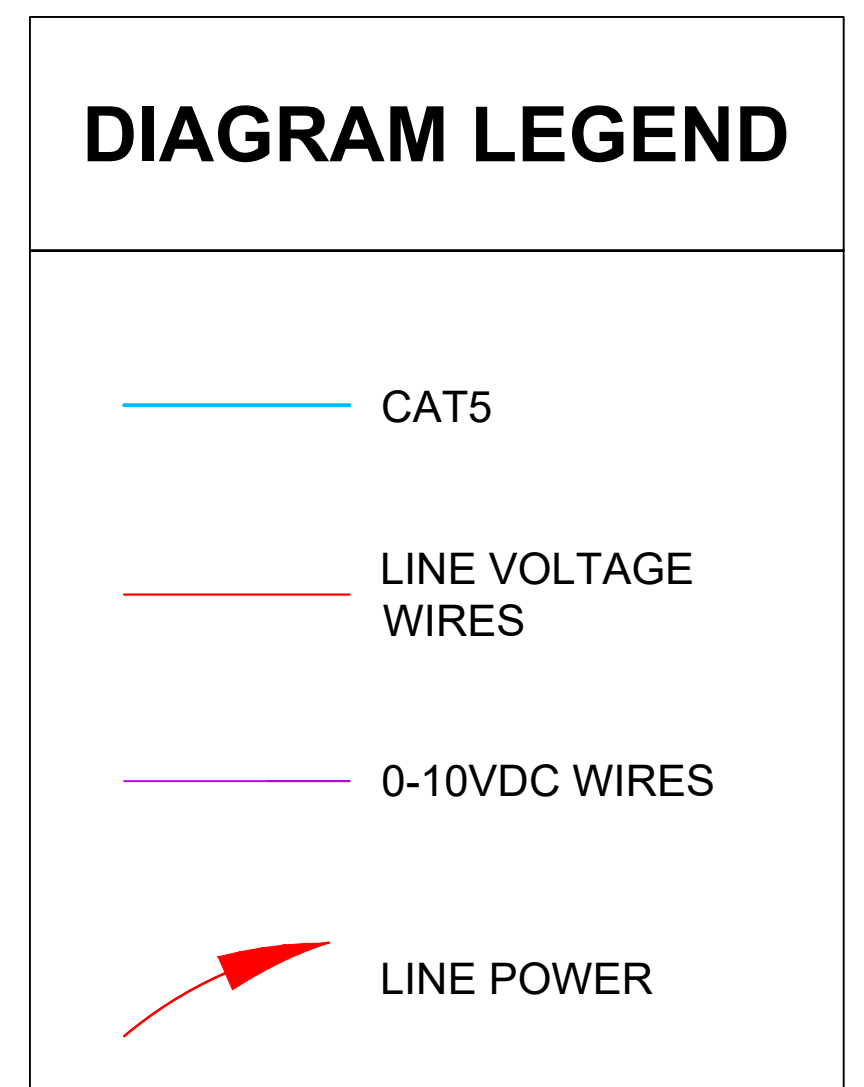 DIAGRAM LEGEND
CAT5
LINE VOLTAGE
WIRES
0-10VDC WIRES
LINE POWER